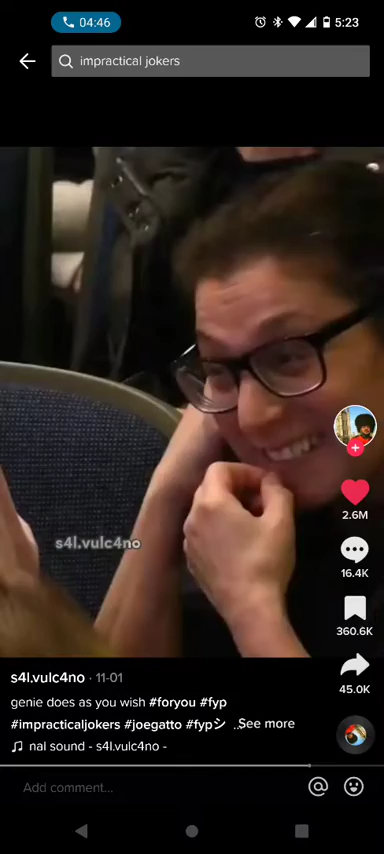 04:46
5:23
impractical jokers
s4l.vulc4no
2.6M
16.4K
360.6K
45.0K
s4l.vulc4no · 11-01
genie does as you wish #foryou #fyp
#impracticaljokers #joegatto #fypシ ...See more
nal sound - s4l.vulc4no -
Add comment...